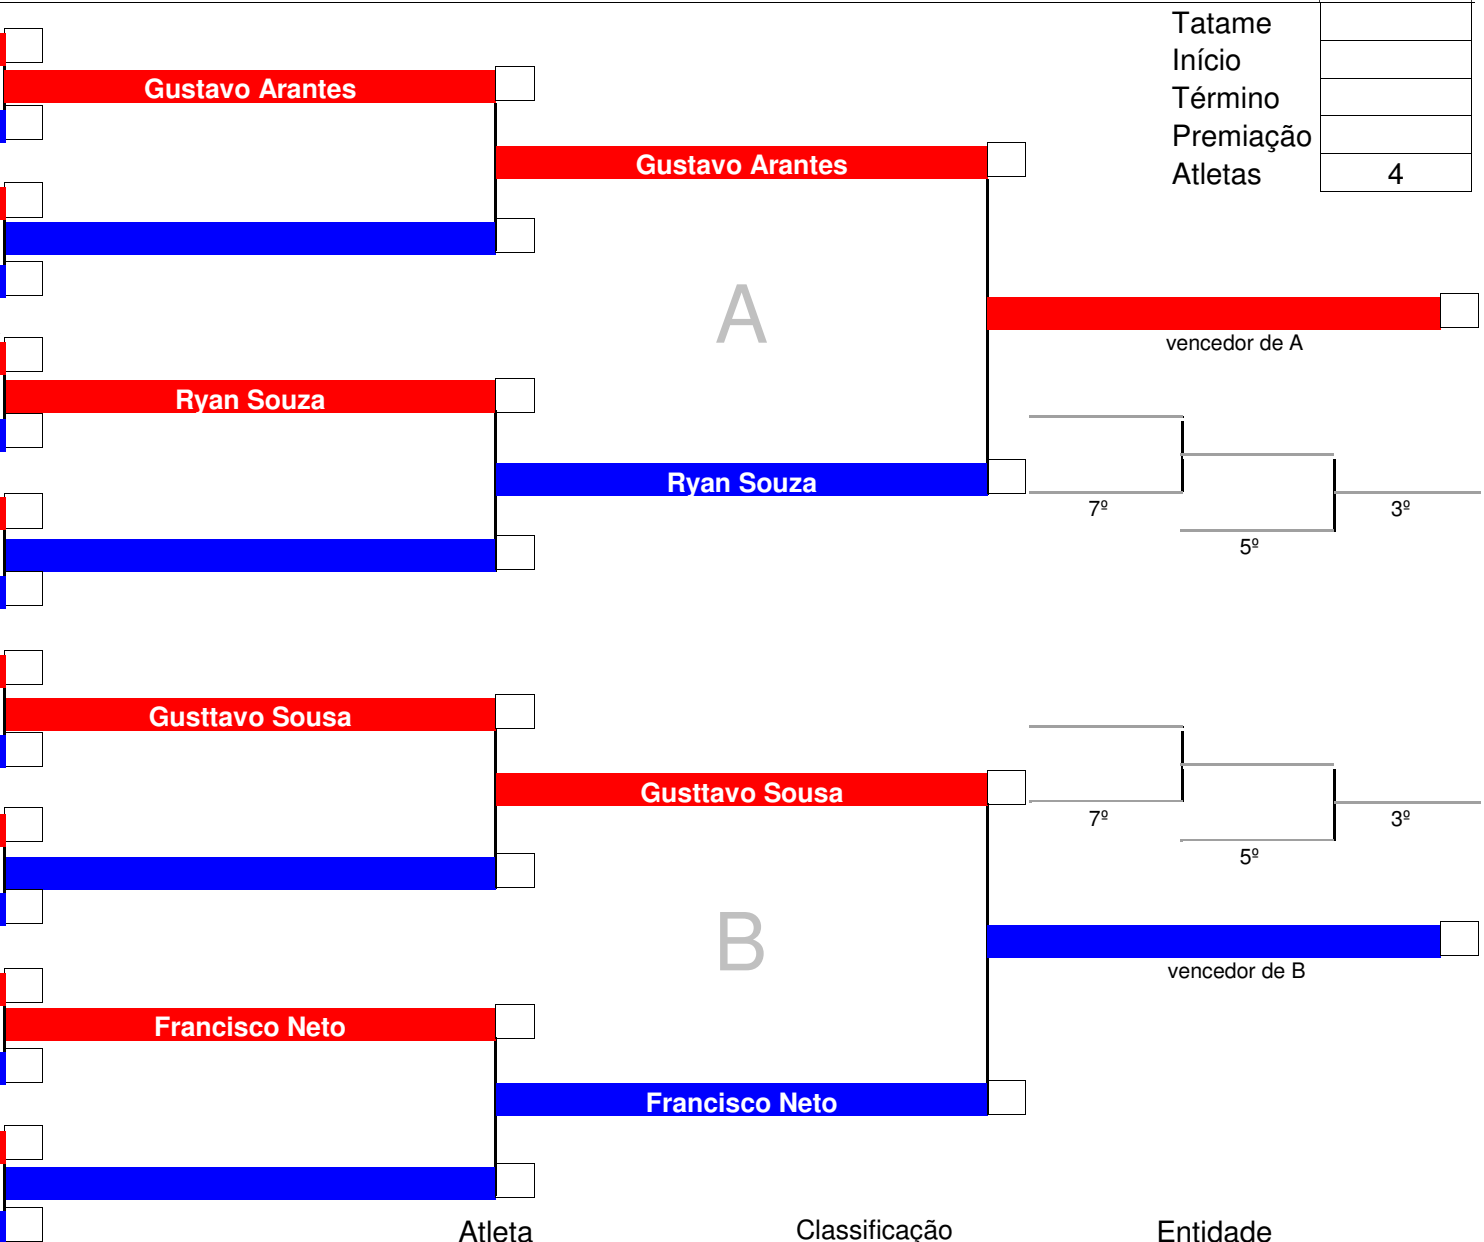 Tatame
Início
Término
Premiação
Atletas 4
Gustavo Arantes
Gustavo Arantes
A
vencedor de A
Ryan Souza
Ryan Souza
7º
3º
5º
Gusttavo Sousa
Gusttavo Sousa
7º
3º
5º
B
vencedor de B
Francisco Neto
Francisco Neto
Atleta Classificação Entidade